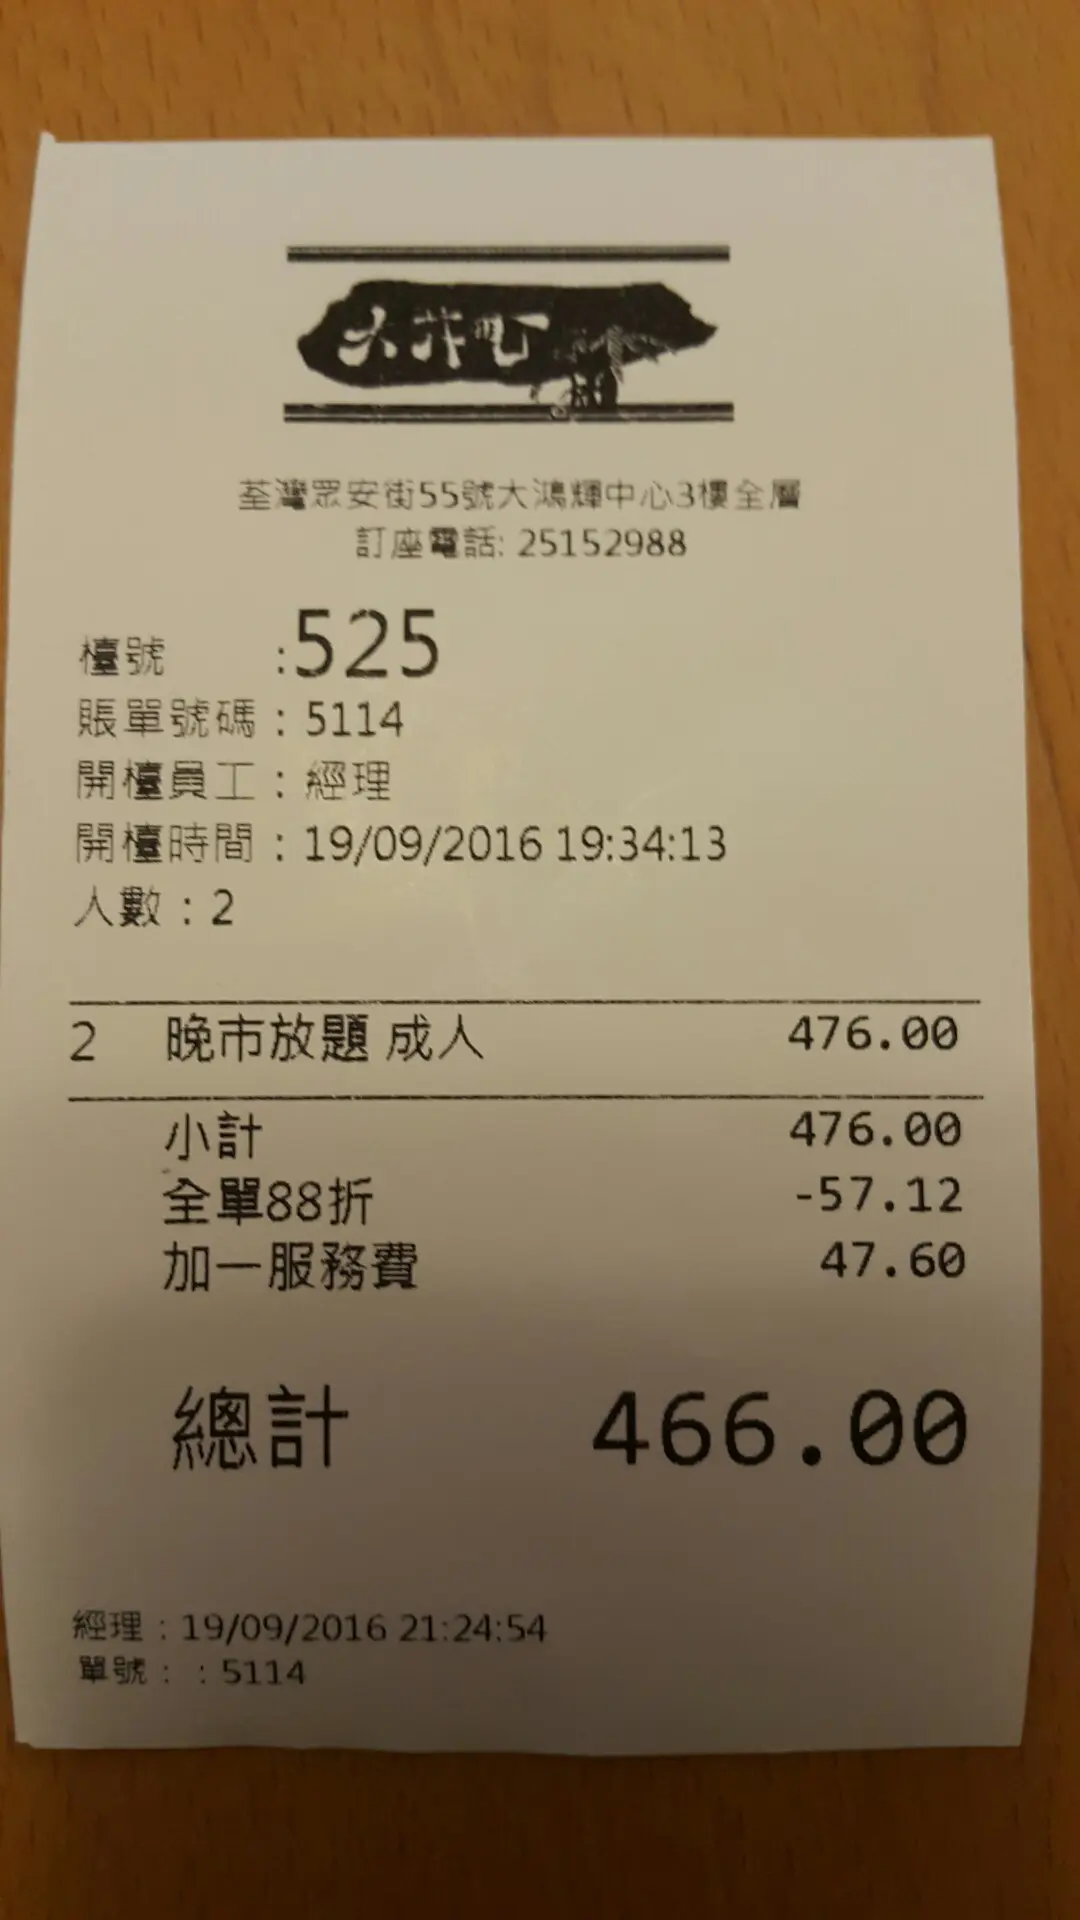 大井町
荃灣眾安街55號大鴻輝中心3樓全層
訂座電話: 25152988
檯號 :525
賬單號碼 : 5114
開檯員工 : 經理
開檯時間 : 19/09/2016 19:34:13
人數 : 2
2 晚市放題 成人 476.00
小計 476.00
全單88折 -57.12
加一服務費 47.60
總計 466.00
經理 : 19/09/2016 21:24:54
單號 : : 5114